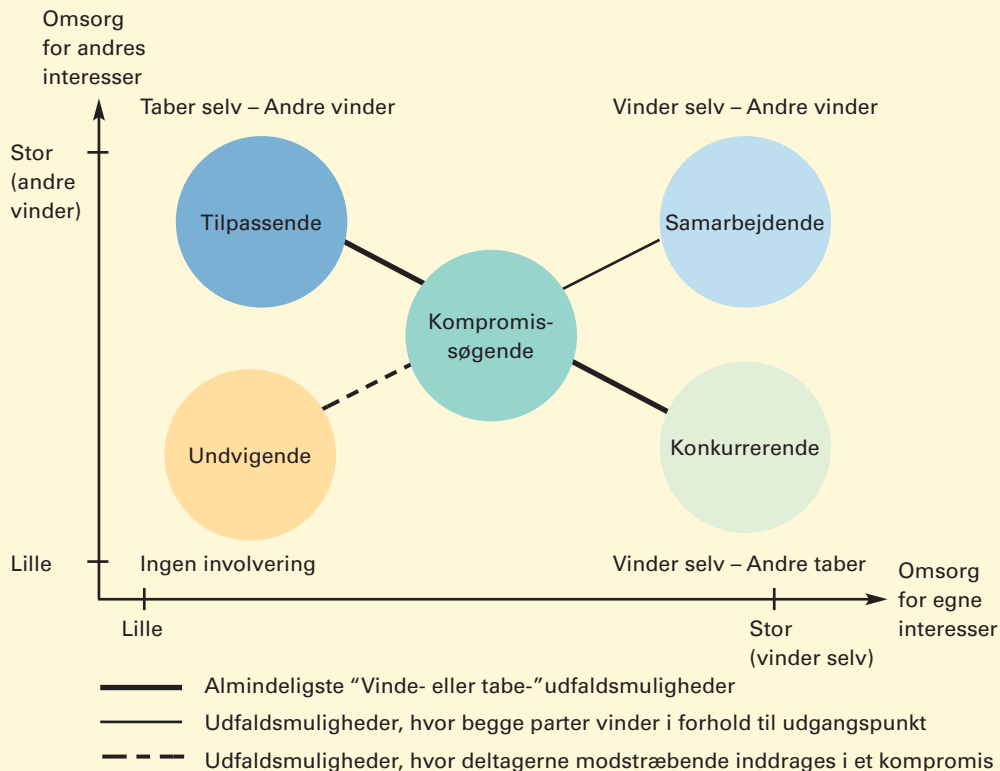 Omsorg
for andres
interesser
Taber selv – Andre vinder
Vinder selv – Andre vinder
Stor
(andre
vinder)
Tilpassende
Samarbejdende
Kompromis-
søgende
Undvigende
Konkurrerende
Lille
Ingen involvering
Vinder selv – Andre taber
Omsorg
for egne
interesser
Lille
Stor
(vinder selv)
Almindeligste “Vinde- eller tabe-”udfaldsmuligheder
Udfaldsmuligheder, hvor begge parter vinder i forhold til udgangspunkt
Udfaldsmuligheder, hvor deltagerne modstræbende inddrages i et kompromis